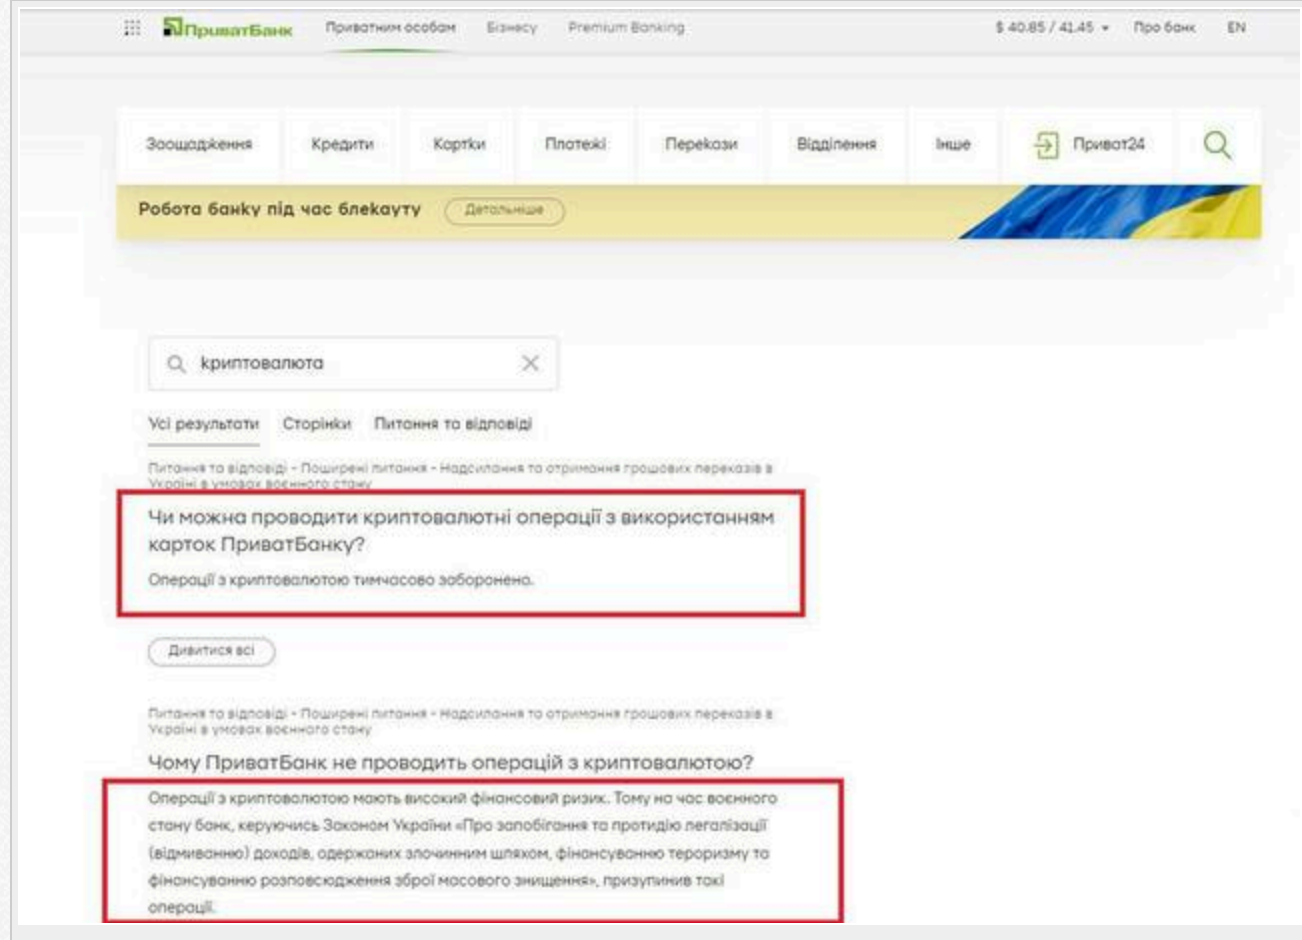 ПриватБанк Приватним особам Бізнесу Premium Banking $ 40.85 / 41.45 Про банк EN
Заощадження Кредити Картки Платежі Перекази Відділення Інше Приват24
Робота банку під час блекауту Детальніше
криптовалюта
Усі результати Сторінки Питання та відповіді
Питання та відповіді - Поширені питання - Надсилання та отримання грошових переказів в
Україні в умовах воєнного стану
Чи можна проводити криптовалютні операції з використанням
карток ПриватБанку?
Операції з криптовалютою тимчасово заборонено.
Дивитися всі
Питання та відповіді - Поширені питання - Надсилання та отримання грошових переказів в
Україні в умовах воєнного стану
Чому ПриватБанк не проводить операцій з криптовалютою?
Операції з криптовалютою мають високий фінансовий ризик. Тому на час воєнного
стану банк, керуючись Законом України «Про запобігання та протидію легалізації
(відмиванню) доходів, одержаних злочинним шляхом, фінансуванню тероризму та
фінансуванню розповсюдження зброї масового знищення», призупинив такі
операції.